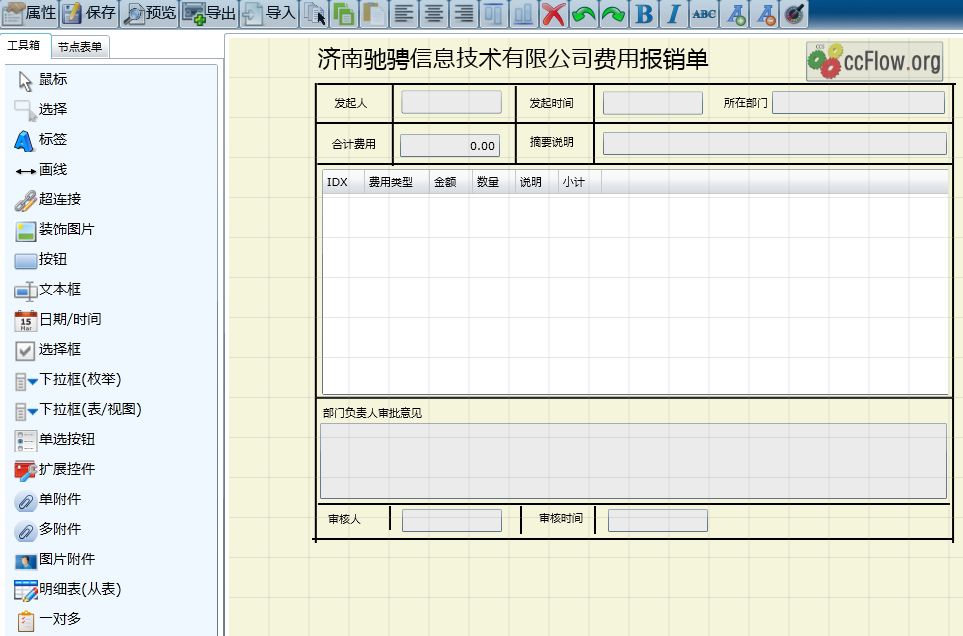 属性 保存 预览 导出 导入 B I ABC A A
工具箱 节点表单
鼠标
选择
标签
画线
超连接
装饰图片
按钮
文本框
日期/时间
选择框
下拉框(枚举)
下拉框(表/视图)
单选按钮
扩展控件
单附件
多附件
图片附件
明细表(从表)
一对多
济南驰骋信息技术有限公司费用报销单
ccFlow.org
发起人 发起时间 所在部门
合计费用 0.00 摘要说明
IDX 费用类型 金额 数量 说明 小计
部门负责人审批意见
审核人 审核时间